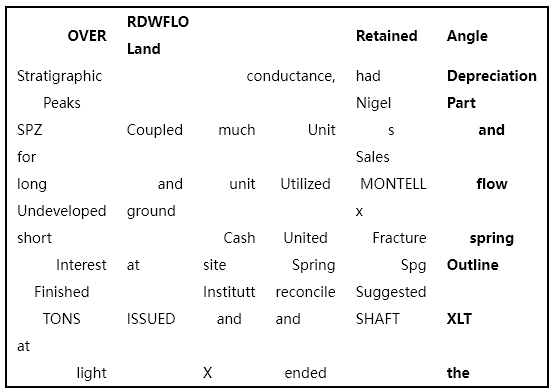 OVER RDWFLO Land Retained Angle
Stratigraphic conductance, had Depreciation
Peaks Nigel Part
SPZ Coupled much Unit s and
for Sales
long and unit Utilized MONTELL flow
Undeveloped ground x
short Cash United Fracture spring
Interest at site Spring Spg Outline
Finished Institutt reconcile Suggested
TONS ISSUED and and SHAFT XLT
at
light X ended the